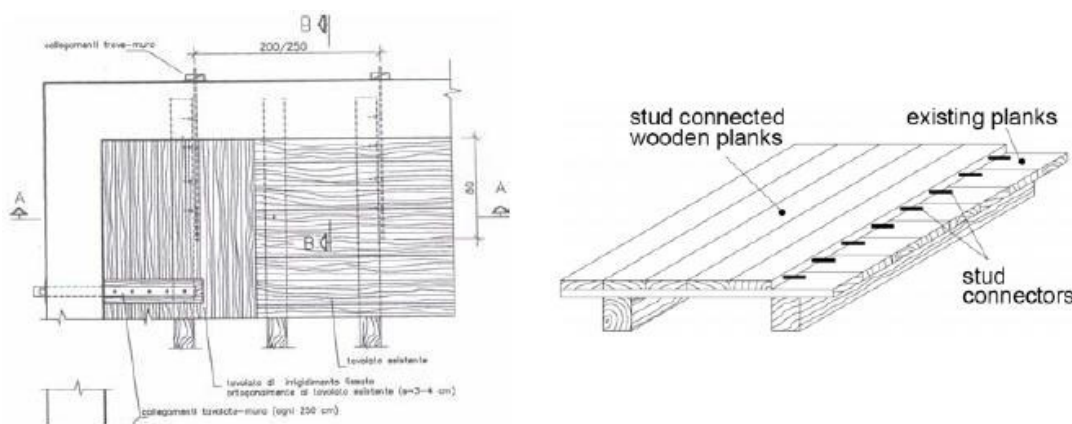 B
collegamenti trave-muro
200/250
A
A
60
B
tavolato esistente
tavolato di irrigidimento fissato
ortogonalmente al tavolato esistente (s=3-4 cm)
collegamenti tavolato-muro (ogni 250 cm)
stud connected
wooden planks
existing planks
stud
connectors